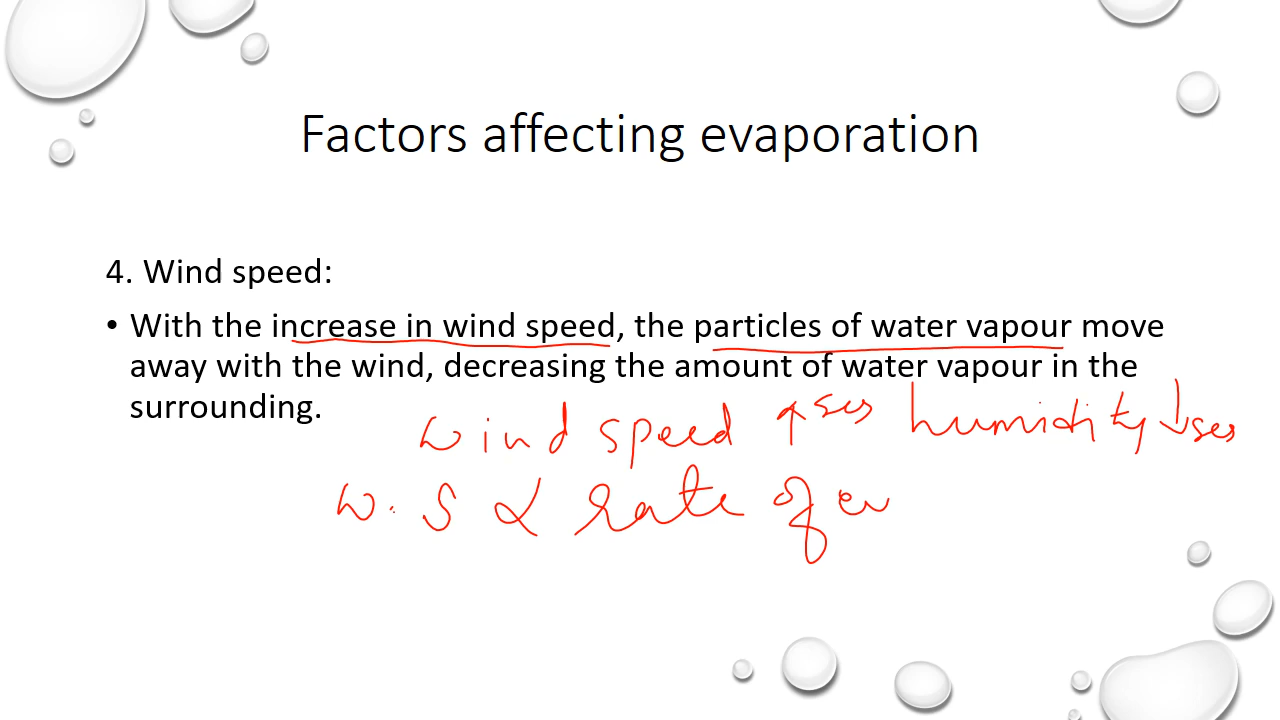 Factors affecting evaporation
4. Wind speed:
• With the increase in wind speed, the particles of water vapour move
away with the wind, decreasing the amount of water vapour in the
surrounding.
wind speed ↑ses humidity ↓ses
w. s ∝ rate of ev